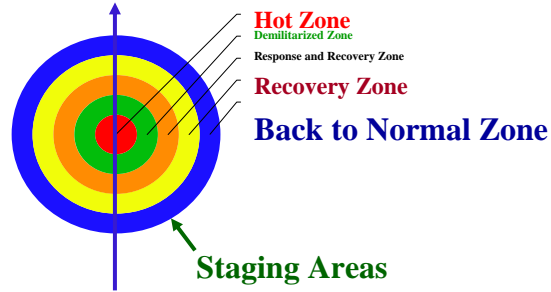 Hot Zone
Demilitarized Zone
Response and Recovery Zone
Recovery Zone
Back to Normal Zone
Staging Areas